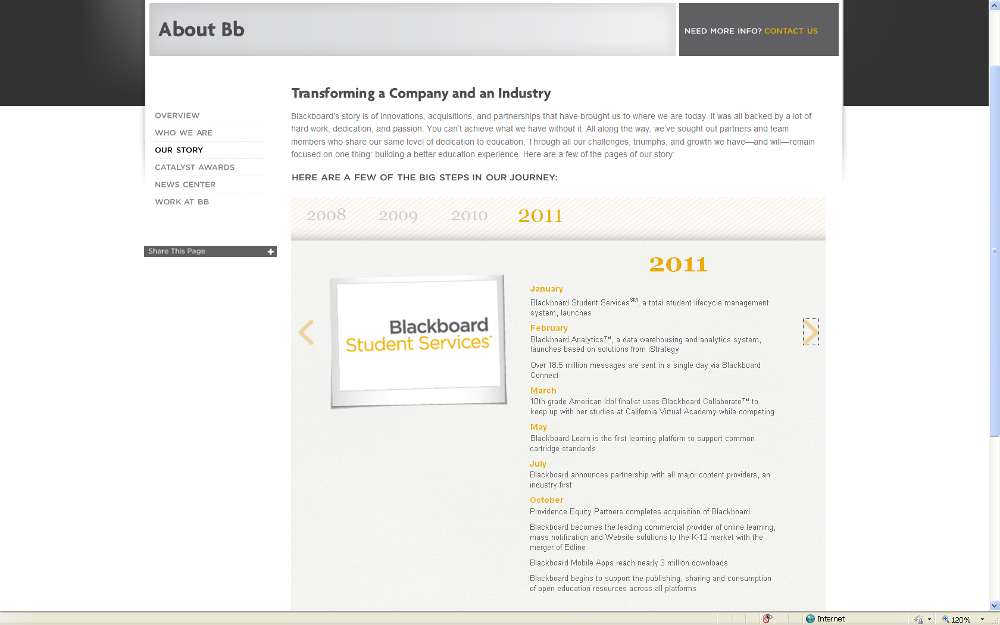 About Bb
NEED MORE INFO? CONTACT US
OVERVIEW
WHO WE ARE
OUR STORY
CATALYST AWARDS
NEWS CENTER
WORK AT BB
Share This Page
Transforming a Company and an Industry
Blackboard's story is of innovations, acquisitions, and partnerships that have brought us to where we are today. It was all backed by a lot of
hard work, dedication, and passion. You can't achieve what we have without it. All along the way, we've sought out partners and team
members who share our same level of dedication to education. Through all our challenges, triumphs, and growth we have—and will—remain
focused on one thing: building a better education experience. Here are a few of the pages of our story:
HERE ARE A FEW OF THE BIG STEPS IN OUR JOURNEY:
2008 2009 2010 2011
Blackboard
Student Services™
2011
January
Blackboard Student Services℠, a total student lifecycle management
system, launches
February
Blackboard Analytics™, a data warehousing and analytics system,
launches based on solutions from iStrategy
Over 18.5 million messages are sent in a single day via Blackboard
Connect
March
10th grade American Idol finalist uses Blackboard Collaborate™ to
keep up with her studies at California Virtual Academy while competing
May
Blackboard Learn is the first learning platform to support common
cartridge standards
July
Blackboard announces partnership with all major content providers, an
industry first
October
Providence Equity Partners completes acquisition of Blackboard
Blackboard becomes the leading commercial provider of online learning,
mass notification and Website solutions to the K-12 market with the
merger of Edline
Blackboard Mobile Apps reach nearly 3 million downloads
Blackboard begins to support the publishing, sharing and consumption
of open education resources across all platforms
Internet
120%